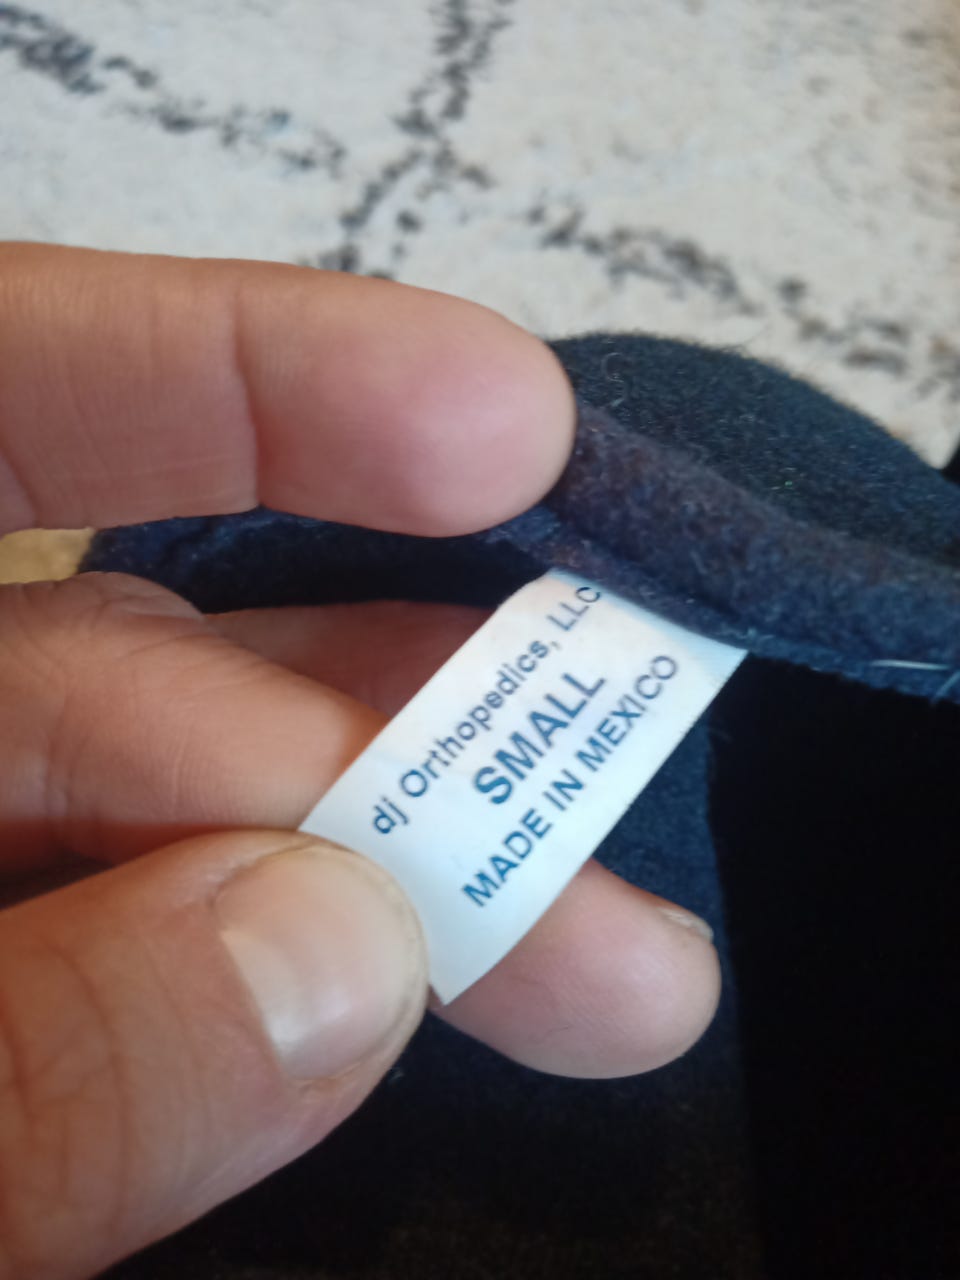 dj Orthopedics, LLC
SMALL
MADE IN MEXICO